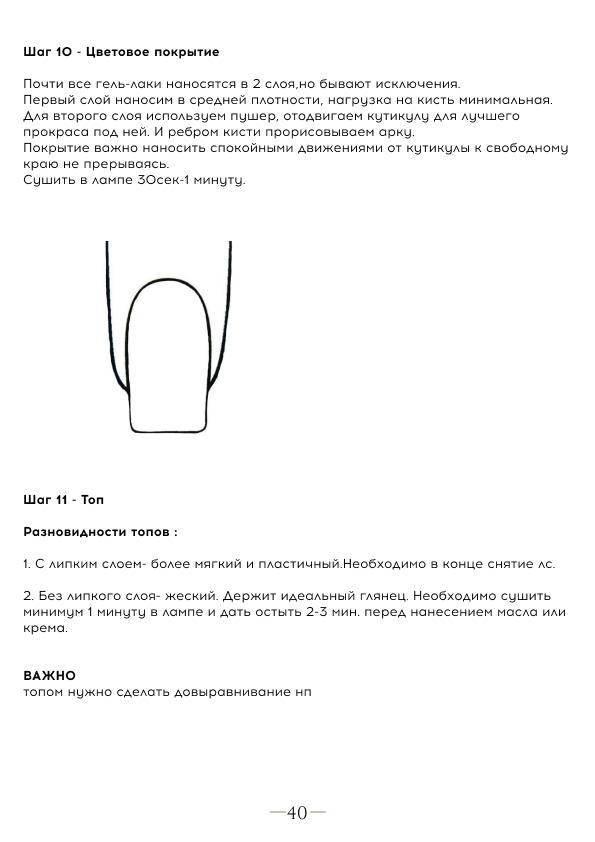 Шаг 10 - Цветовое покрытие
Почти все гель-лаки наносятся в 2 слоя,но бывают исключения.
Первый слой наносим в средней плотности, нагрузка на кисть минимальная.
Для второго слоя используем пушер, отодвигаем кутикулу для лучшего
прокраса под ней. И ребром кисти прорисовываем арку.
Покрытие важно наносить спокойными движениями от кутикулы к свободному
краю не прерываясь.
Сушить в лампе 30сек-1 минуту.
Шаг 11 - Топ
Разновидности топов :
1. С липким слоем- более мягкий и пластичный.Необходимо в конце снятие лс.
2. Без липкого слоя- жеский. Держит идеальный глянец. Необходимо сушить
минимум 1 минуту в лампе и дать остыть 2-3 мин. перед нанесением масла или
крема.
ВАЖНО
топом нужно сделать довыравнивание нп
—40—